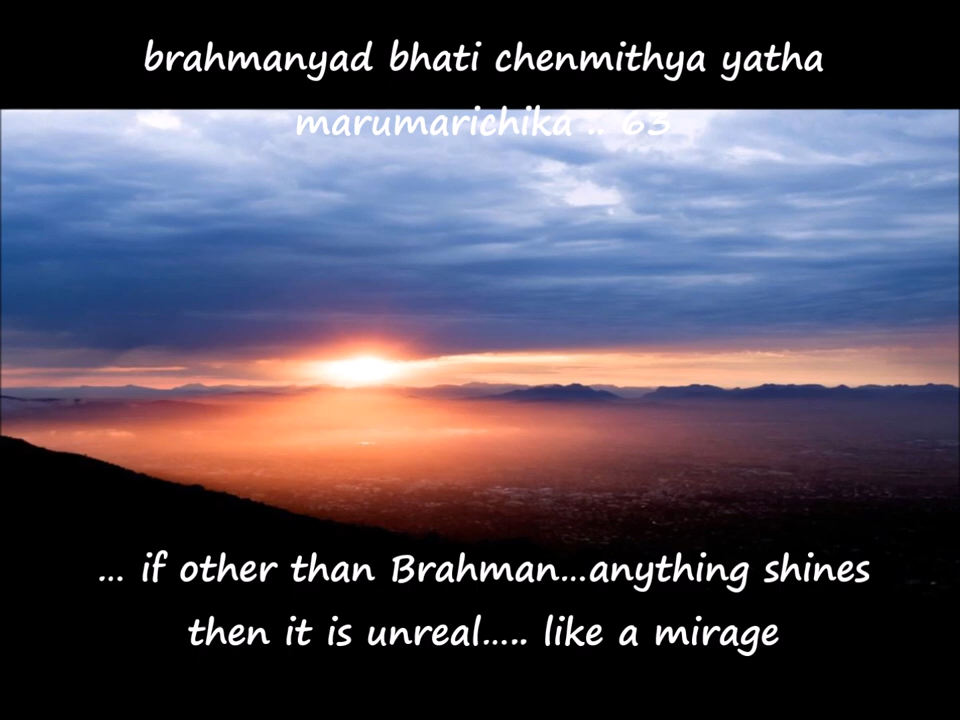 brahmanyad bhati chenmithya yatha
marumarichika .. 63
... if other than Brahman...anything shines
then it is unreal..... like a mirage